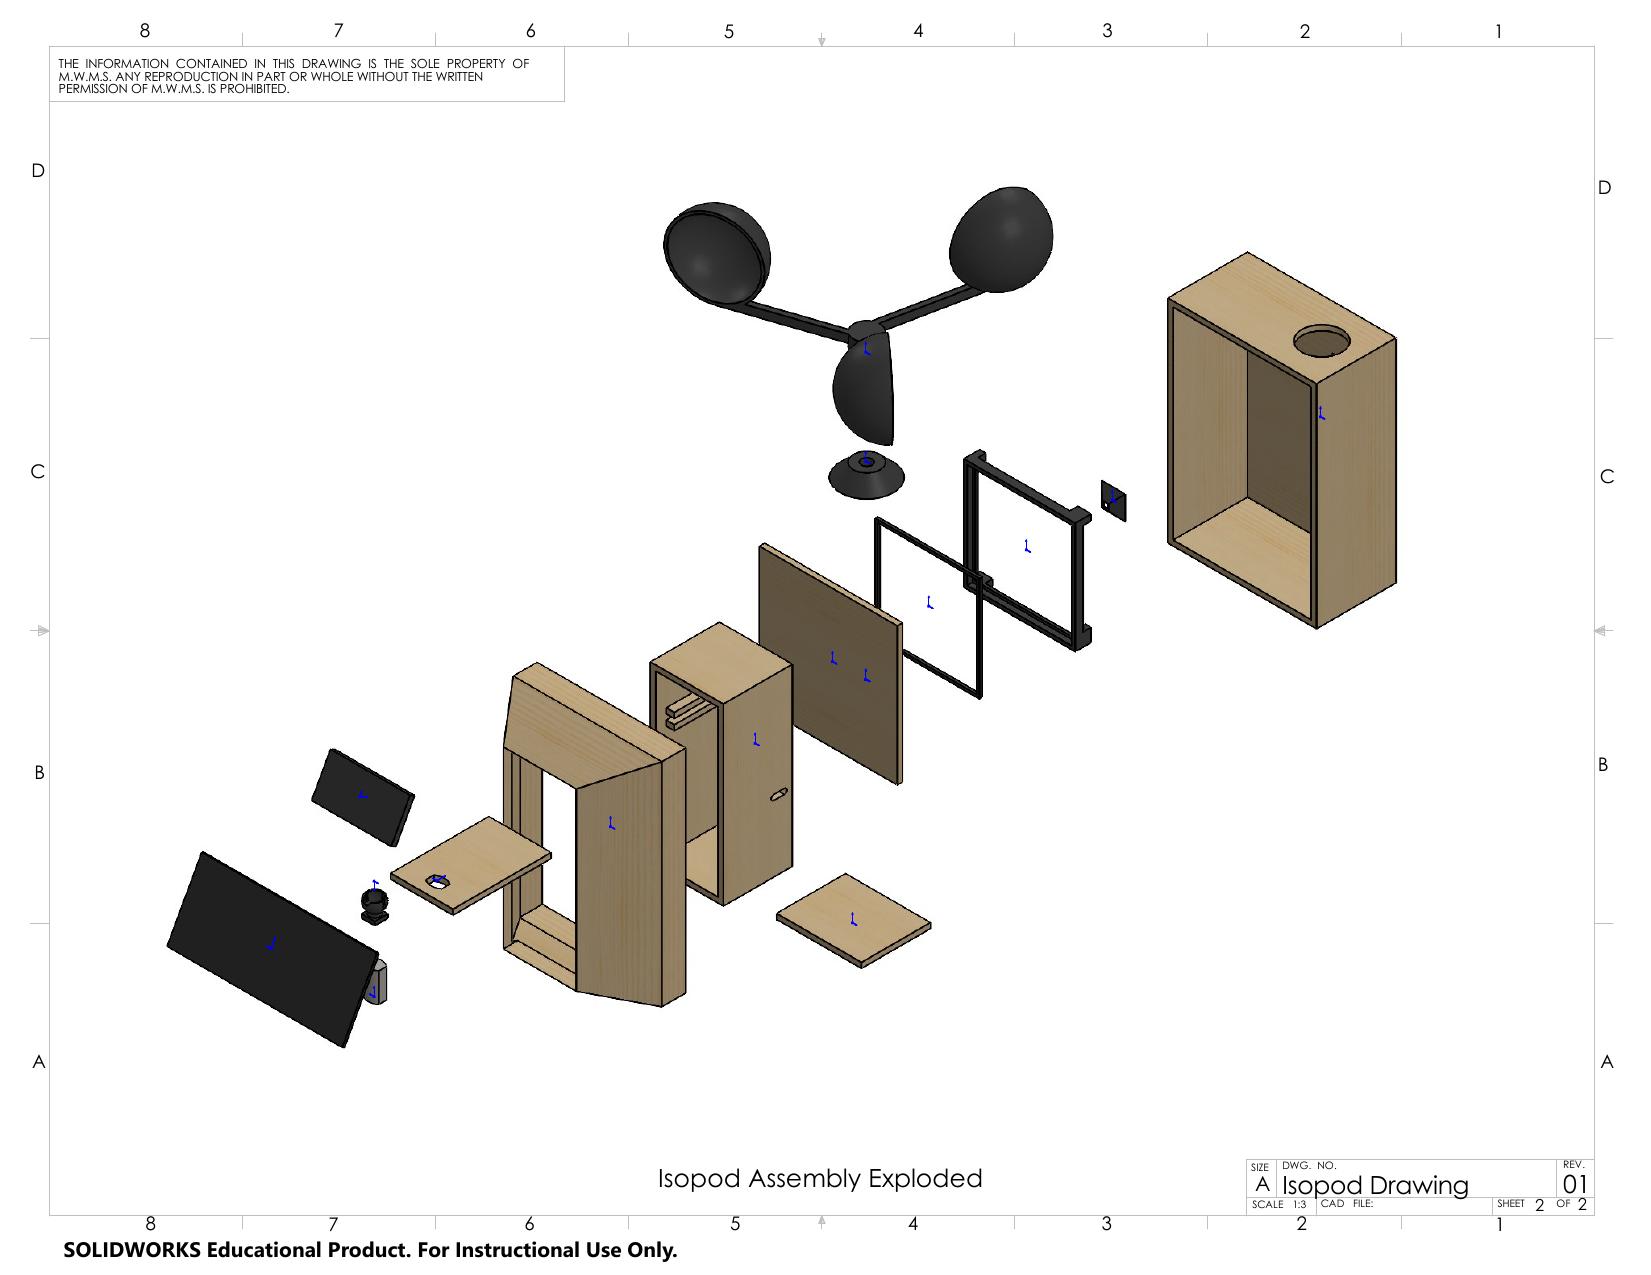 8 7 6 5 4 3 2 1
THE INFORMATION CONTAINED IN THIS DRAWING IS THE SOLE PROPERTY OF
M.W.M.S. ANY REPRODUCTION IN PART OR WHOLE WITHOUT THE WRITTEN
PERMISSION OF M.W.M.S. IS PROHIBITED.
D D
C C
B B
A A
Isopod Assembly Exploded
SIZE DWG. NO. REV.
A Isopod Drawing 01
SCALE 1:3 CAD FILE: SHEET 2 OF 2
8 7 6 5 4 3 2 1
SOLIDWORKS Educational Product. For Instructional Use Only.